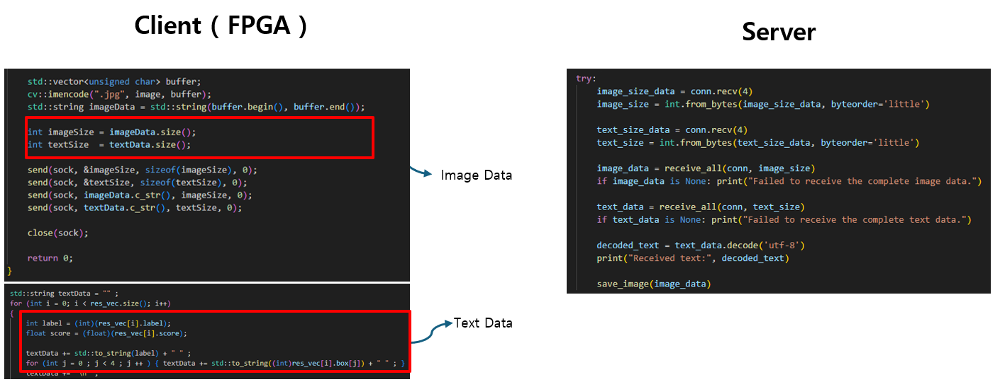 Client ( FPGA )
std::vector<unsigned char> buffer;
cv::imencode(".jpg", image, buffer);
std::string imageData = std::string(buffer.begin(), buffer.end());
int imageSize = imageData.size();
int textSize  = textData.size();
send(sock, &imageSize, sizeof(imageSize), 0);
send(sock, &textSize, sizeof(textSize), 0);
send(sock, imageData.c_str(), imageSize, 0);
send(sock, textData.c_str(), textSize, 0);
close(sock);
return 0;
}
Image Data
std::string textData = "" ;
for (int i = 0; i < res_vec.size(); i++)
{
int label = (int)(res_vec[i].label);
float score = (float)(res_vec[i].score);
textData += std::to_string(label) + " " ;
for (int j = 0 ; j < 4 ; j ++ ) { textData += std::to_string((int)res_vec[i].box[j]) + " " ; }
textData += "\n" ;
Text Data
Server
try:
image_size_data = conn.recv(4)
image_size = int.from_bytes(image_size_data, byteorder='little')
text_size_data = conn.recv(4)
text_size = int.from_bytes(text_size_data, byteorder='little')
image_data = receive_all(conn, image_size)
if image_data is None: print("Failed to receive the complete image data.")
text_data = receive_all(conn, text_size)
if text_data is None: print("Failed to receive the complete text data.")
decoded_text = text_data.decode('utf-8')
print("Received text:", decoded_text)
save_image(image_data)